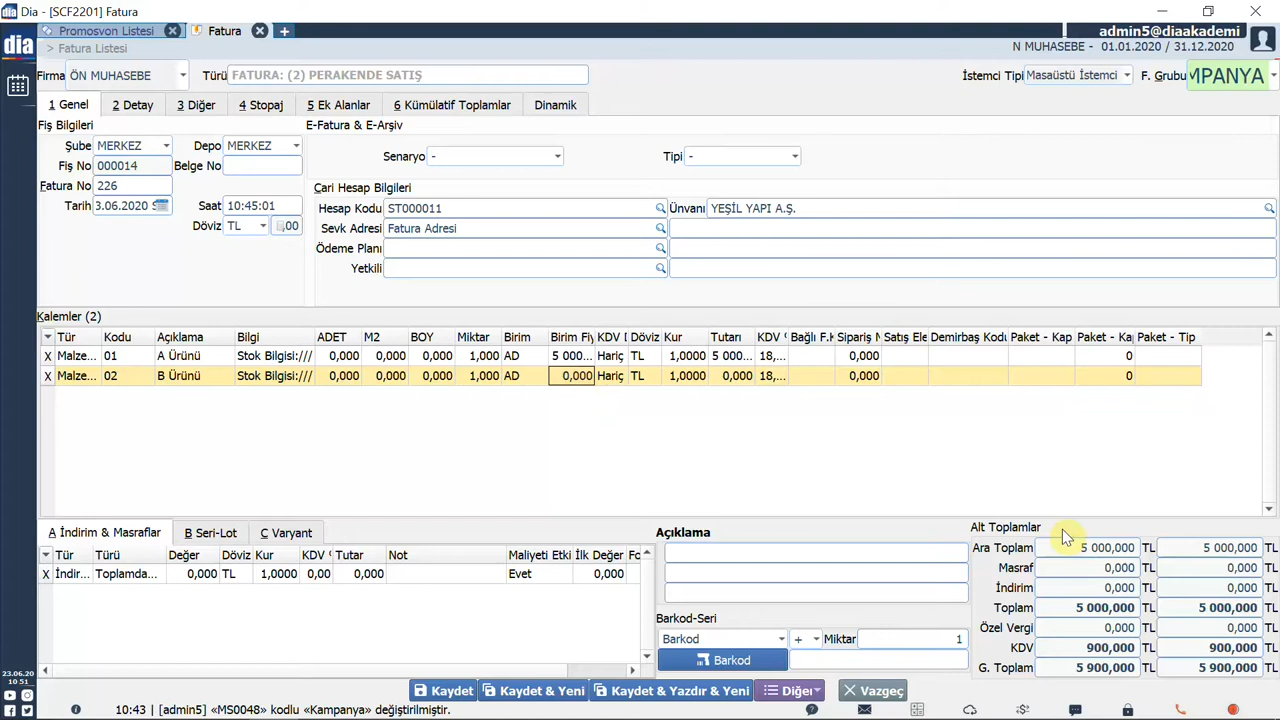 Dia - [SCF2201] Fatura
dia Promosyon Listesi Fatura admin5@diaakademi
> Fatura Listesi N MUHASEBE - 01.01.2020 / 31.12.2020
Firma ÖN MUHASEBE Türü FATURA: (2) PERAKENDE SATIŞ İstemci Tipi Masaüstü İstemci F. Grubu MPANYA
1 Genel 2 Detay 3 Diğer 4 Stopaj 5 Ek Alanlar 6 Kümülatif Toplamlar Dinamik
Fiş Bilgileri E-Fatura & E-Arşiv
Şube MERKEZ Depo MERKEZ Senaryo - Tipi -
Fiş No 000014 Belge No
Fatura No 226 Cari Hesap Bilgileri
Tarih 3.06.2020 Saat 10:45:01 Hesap Kodu ST000011 Ünvanı YEŞİL YAPI A.Ş.
Döviz TL ,00 Sevk Adresi Fatura Adresi
Ödeme Planı
Yetkili
Kalemler (2)
Tür Kodu Açıklama Bilgi ADET M2 BOY Miktar Birim Birim Fiy KDV D Döviz Kur Tutarı KDV Bağlı F.K Sipariş N Satış Ele Demirbaş Kodu Paket - Kap Paket - Kap Paket - Tip
X Malze... 01 A Ürünü Stok Bilgisi:/// 0,000 0,000 0,000 1,000 AD 5 000... Hariç TL 1,0000 5 000... 18,... 0,000 0
X Malze... 02 B Ürünü Stok Bilgisi:/// 0,000 0,000 0,000 1,000 AD 0,000 Hariç TL 1,0000 0,000 18,... 0,000 0
A İndirim & Masraflar B Seri-Lot C Varyant
Tür Türü Değer Döviz Kur KDV Tutar Not Maliyeti Etki İlk Değer Fo
X İndir... Toplamda... 0,000 TL 1,0000 0,00 0,000 Evet 0,000
Açıklama
Barkod-Seri
Barkod + Miktar 1
Barkod
Alt Toplamlar
Ara Toplam 5 000,000 TL 5 000,000 TL
Masraf 0,000 TL 0,000 TL
İndirim 0,000 TL 0,000 TL
Toplam 5 000,000 TL 5 000,000 TL
Özel Vergi 0,000 TL 0,000 TL
KDV 900,000 TL 900,000 TL
G. Toplam 5 900,000 TL 5 900,000 TL
Kaydet Kaydet & Yeni Kaydet & Yazdır & Yeni Diğer Vazgeç
23.06.20
10 51
10:43 | [admin5] «MS0048» kodlu «Kampanya» değiştirilmiştir.